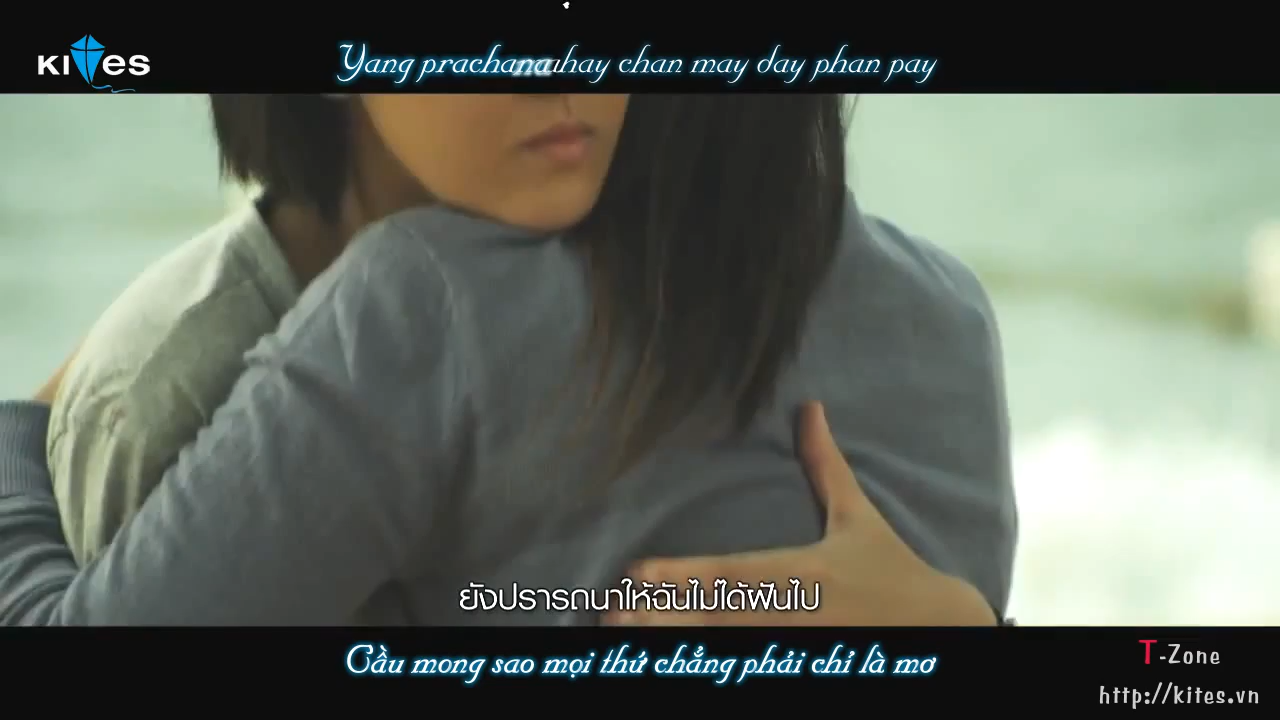 KITES
Yang prachana hay chan may day phan pay
ยังปรารถนาให้ฉันไม่ได้ฝันไป
Cầu mong sao mọi thứ chẳng phải chỉ là mơ
T-Zone
http://kites.vn